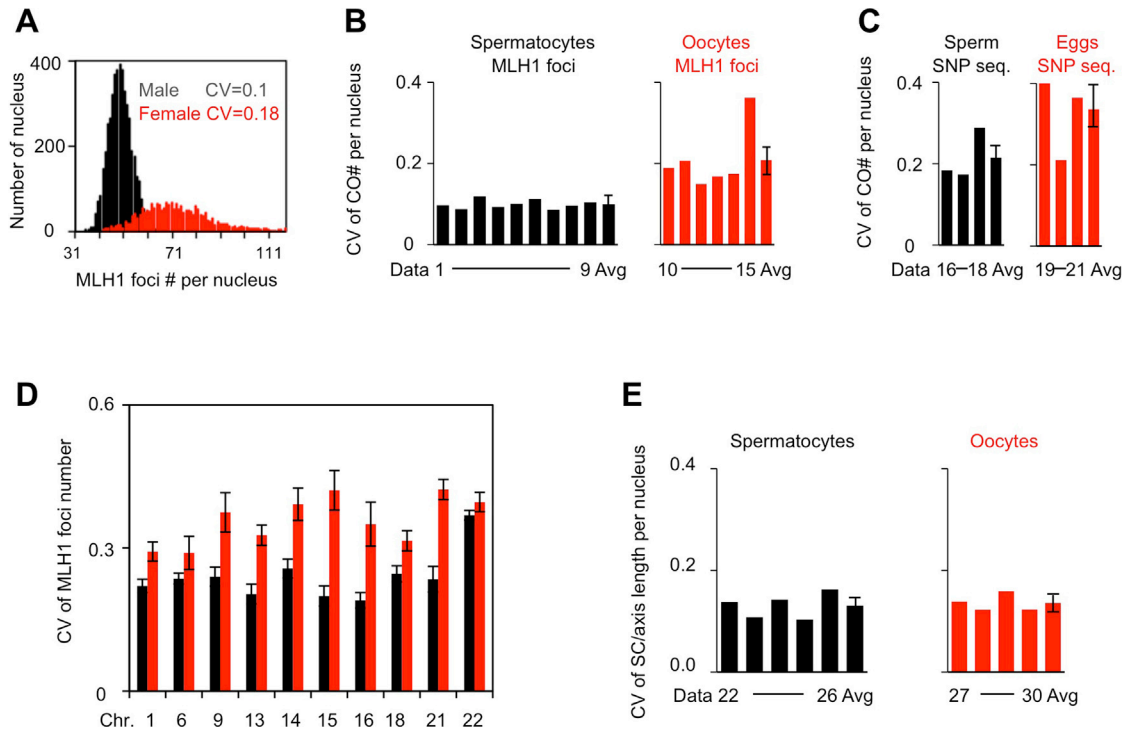 A
Number of nucleus
400
200
0
Male CV=0.1
Female CV=0.18
31 71 111
MLH1 foci # per nucleus
B
Spermatocytes
MLH1 foci
Oocytes
MLH1 foci
CV of CO# per nucleus
0.4
0.2
0
Data 1 9 Avg
10 15 Avg
C
Sperm
SNP seq.
Eggs
SNP seq.
CV of CO# per nucleus
0.4
0.2
0
Data 16–18 Avg
19–21 Avg
D
CV of MLH1 foci number
0.6
0.3
0
Chr. 1 6 9 13 14 15 16 18 21 22
E
Spermatocytes
Oocytes
CV of SC/axis length per nucleus
0.4
0.2
0.0
Data 22 26 Avg
27 30 Avg